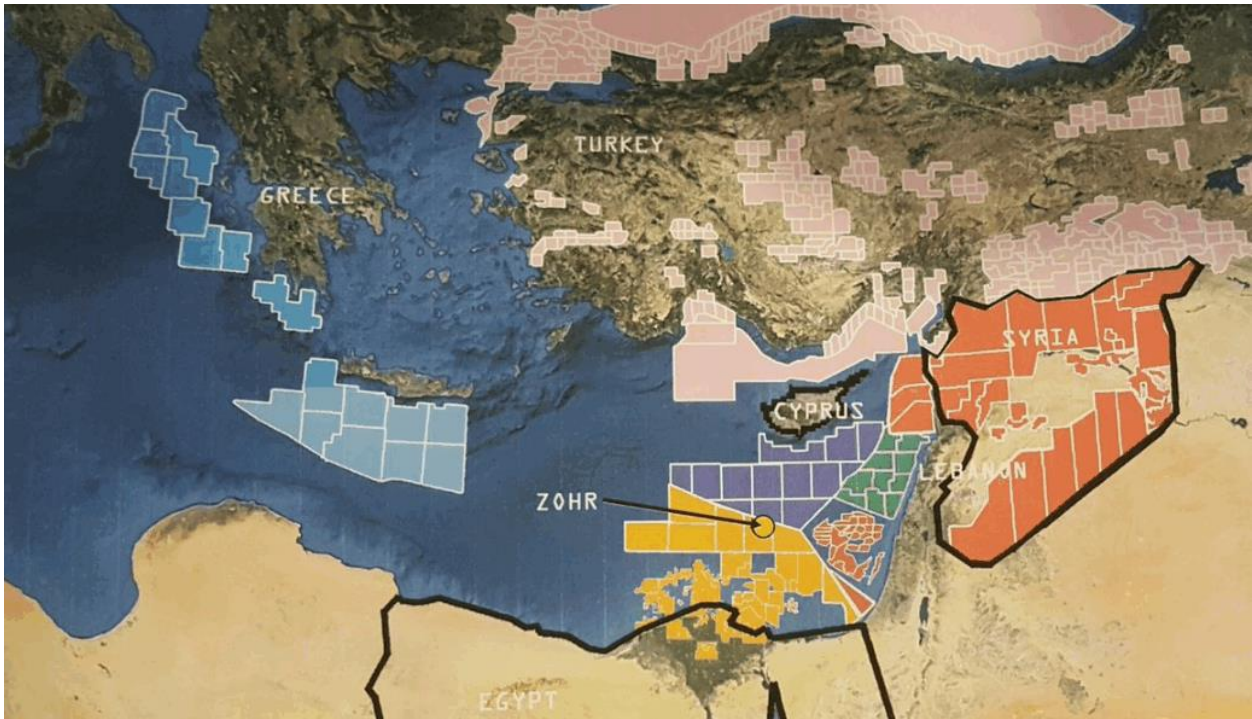 TURKEY
GREECE
SYRIA
CYPRUS
LEBANON
ZOHR
EGYPT